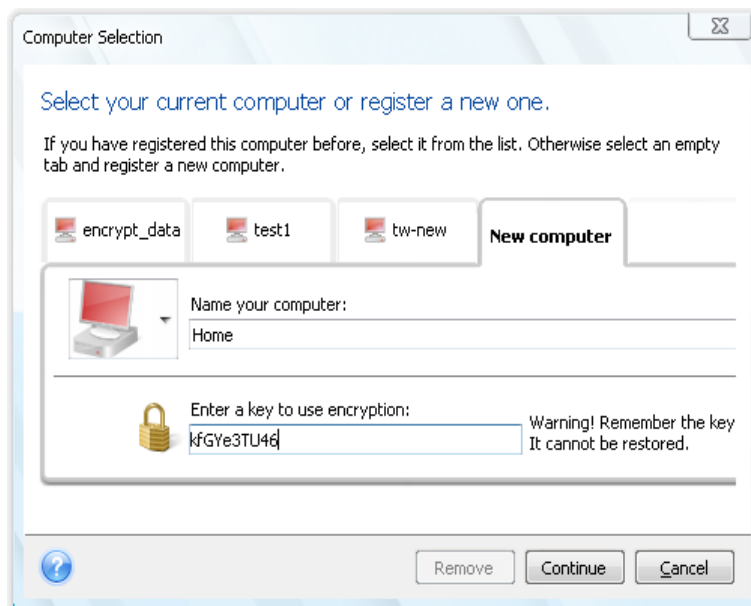 Computer Selection
Select your current computer or register a new one.
If you have registered this computer before, select it from the list. Otherwise select an empty
tab and register a new computer.
encrypt_data test1 tw-new New computer
Name your computer:
Home
Enter a key to use encryption:
kfGYe3TU46
Warning! Remember the key
It cannot be restored.
? Remove Continue Cancel